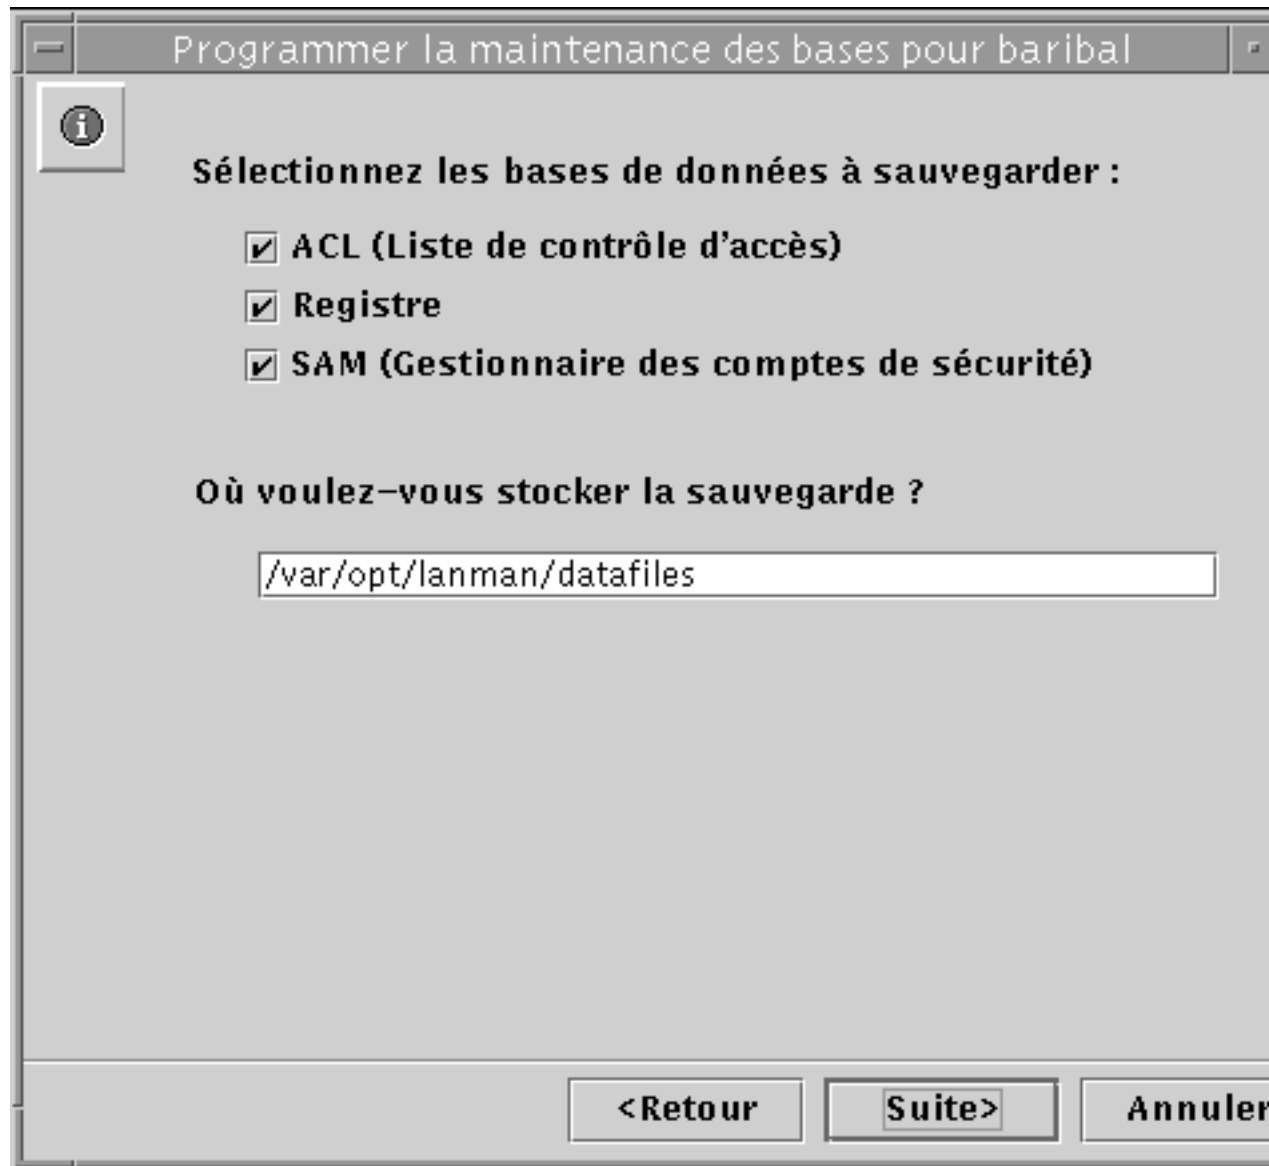 Programmer la maintenance des bases pour baribal
Sélectionnez les bases de données à sauvegarder :
ACL (Liste de contrôle d'accès)
Registre
SAM (Gestionnaire des comptes de sécurité)
Où voulez-vous stocker la sauvegarde ?
/var/opt/lanman/datafiles
<Retour Suite> Annuler